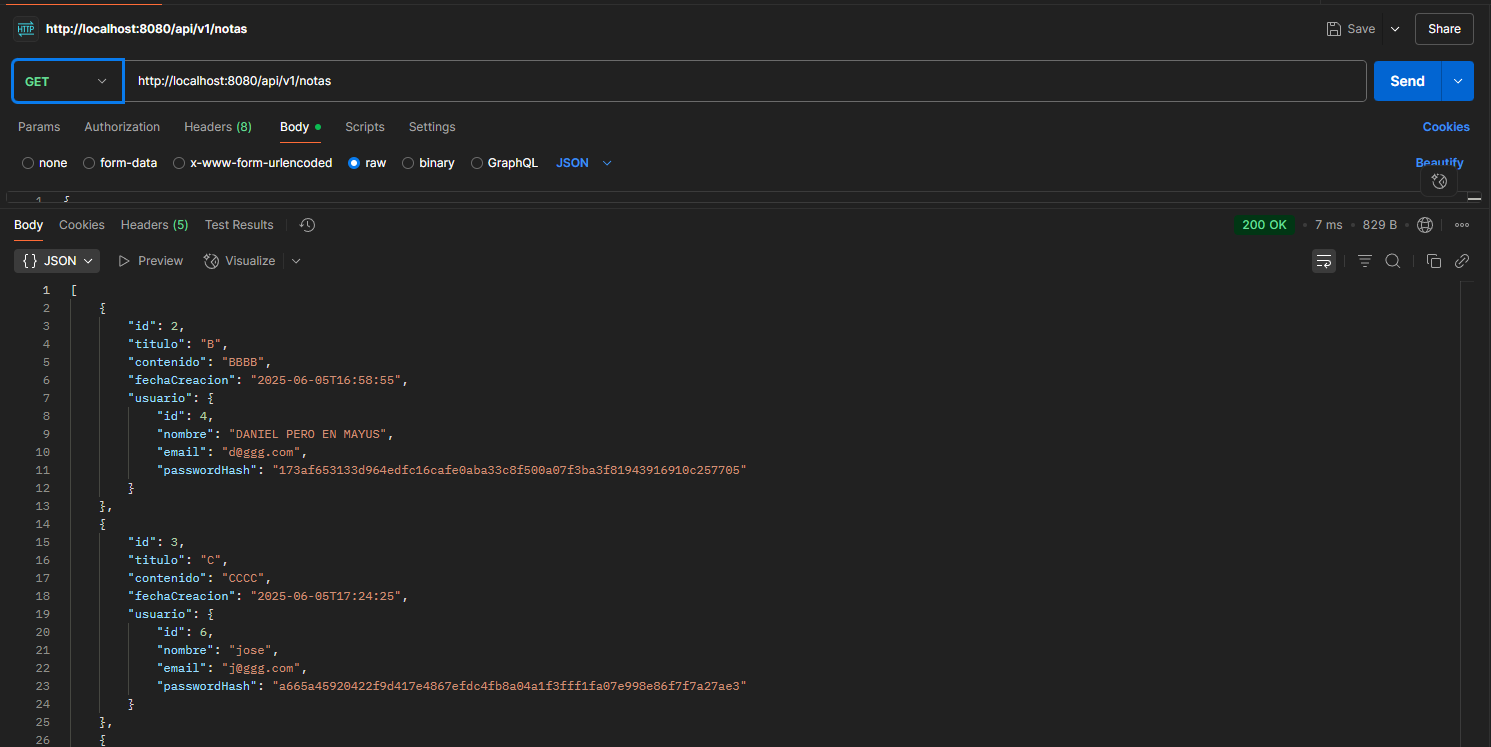 HTTP http://localhost:8080/api/v1/notas Save Share
GET http://localhost:8080/api/v1/notas Send
Params Authorization Headers (8) Body Scripts Settings Cookies
none form-data x-www-form-urlencoded raw binary GraphQL JSON Beautify
1 {
Body Cookies Headers (5) Test Results 200 OK 7 ms 829 B
{} JSON Preview Visualize
1 [
2 {
3 "id": 2,
4 "titulo": "B",
5 "contenido": "BBBB",
6 "fechaCreacion": "2025-06-05T16:58:55",
7 "usuario": {
8 "id": 4,
9 "nombre": "DANIEL PERO EN MAYUS",
10 "email": "d@ggg.com",
11 "passwordHash": "173af653133d964edfc16cafe0aba33c8f500a07f3ba3f81943916910c257705"
12 }
13 },
14 {
15 "id": 3,
16 "titulo": "C",
17 "contenido": "CCCC",
18 "fechaCreacion": "2025-06-05T17:24:25",
19 "usuario": {
20 "id": 6,
21 "nombre": "jose",
22 "email": "j@ggg.com",
23 "passwordHash": "a665a45920422f9d417e4867efdc4fb8a04a1f3fff1fa07e998e86f7f7a27ae3"
24 }
25 },
26 {